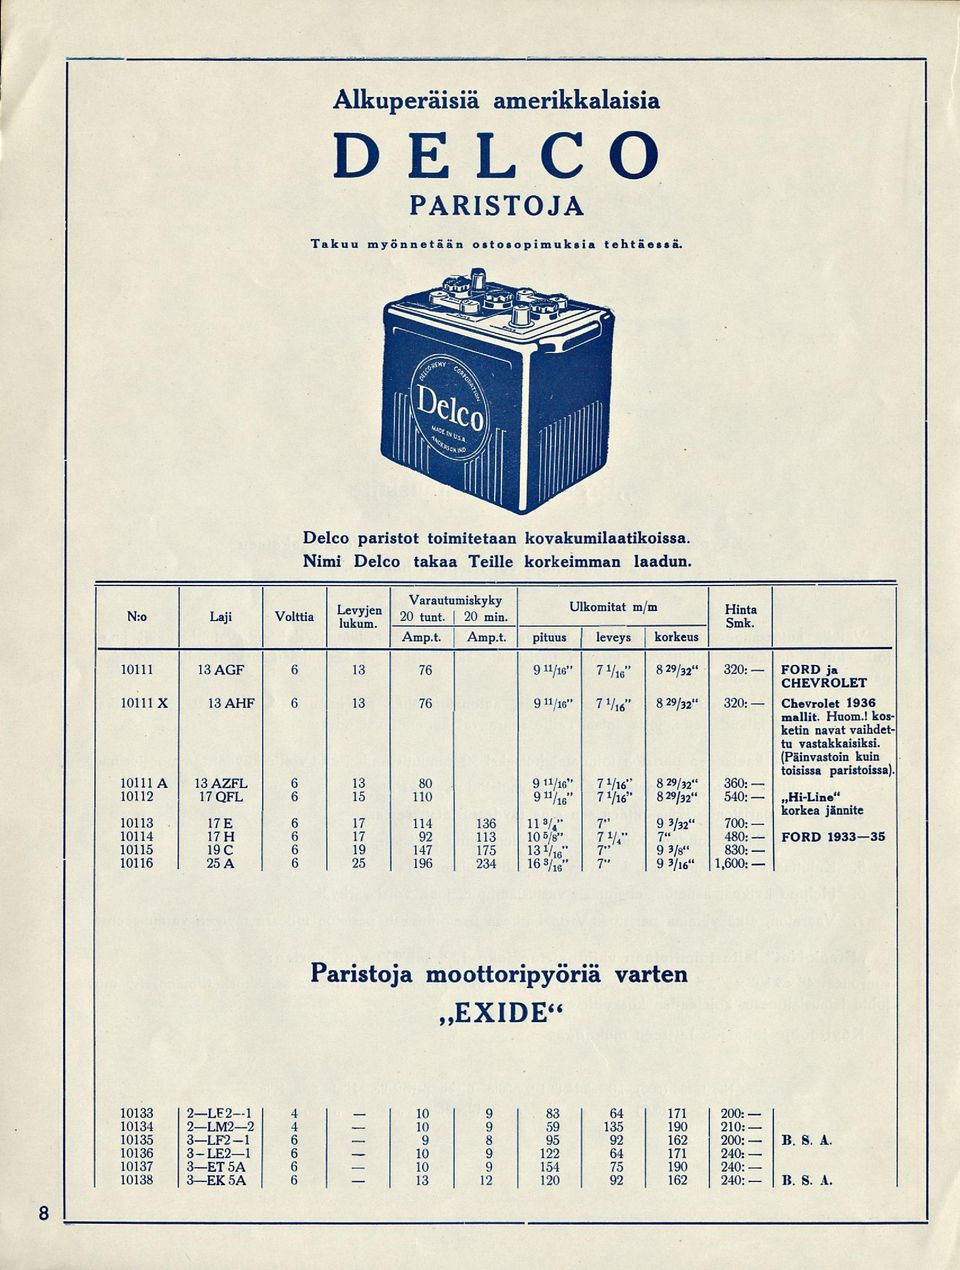 Alkuperäisiä amerikkalaisia
DELCO
PARISTOJA
Takuu myönnetään ostosopimuksia tehtäessä.
DELCO-REMY CORPORATION
Delco
MADE IN U.S.A.
ANDERSON IND
Delco paristot toimitetaan kovakumilaatikoissa.
Nimi Delco takaa Teille korkeimman laadun.
N:o Laji Volttia Levyjen lukum. Varautumiskyky 20 tunt. 20 min. Ulkomitat m/m Hinta Smk.
Amp.t. Amp.t. pituus leveys korkeus
10111 13 AGF 6 13 76 9 11/16" 7 1/16" 8 29/32" 320:— FORD ja
CHEVROLET
10111 X 13 AHF 6 13 76 9 11/16" 7 1/16" 8 29/32" 320:— Chevrolet 1936
mallit. Huom.! kos-
ketin navat vaihdet-
tu vastakkaisiksi.
(Päinvastoin kuin
toisissa paristoissa).
10111 A 13 AZFL 6 13 80 9 11/16" 7 1/16" 8 29/32" 360:—
10112 17 QFL 6 15 110 9 11/16" 7 1/16" 8 29/32" 540:— „Hi-Line"
korkea jännite
10113 17 E 6 17 114 136 11 3/4" 7" 9 3/32" 700:—
10114 17 H 6 17 92 113 10 5/8" 7 1/4" 7" 480:— FORD 1933—35
10115 19 C 6 19 147 175 13 1/16" 7" 9 3/8" 830:—
10116 25 A 6 25 196 234 16 3/16" 7" 9 3/16" 1,600:—
Paristoja moottoripyöriä varten
„EXIDE"
10133 2—LF2—1 4 — 10 9 83 64 171 200:—
10134 2—LM2—2 4 — 10 9 59 135 190 210:—
10135 3—LF2—1 6 — 9 8 95 92 162 200:— B. S. A.
10136 3—LE2—1 6 — 10 9 122 64 171 240:—
10137 3—ET 5A 6 — 10 9 154 75 190 240:—
10138 3—EK 5A 6 — 13 12 120 92 162 240:— B. S. A.
8